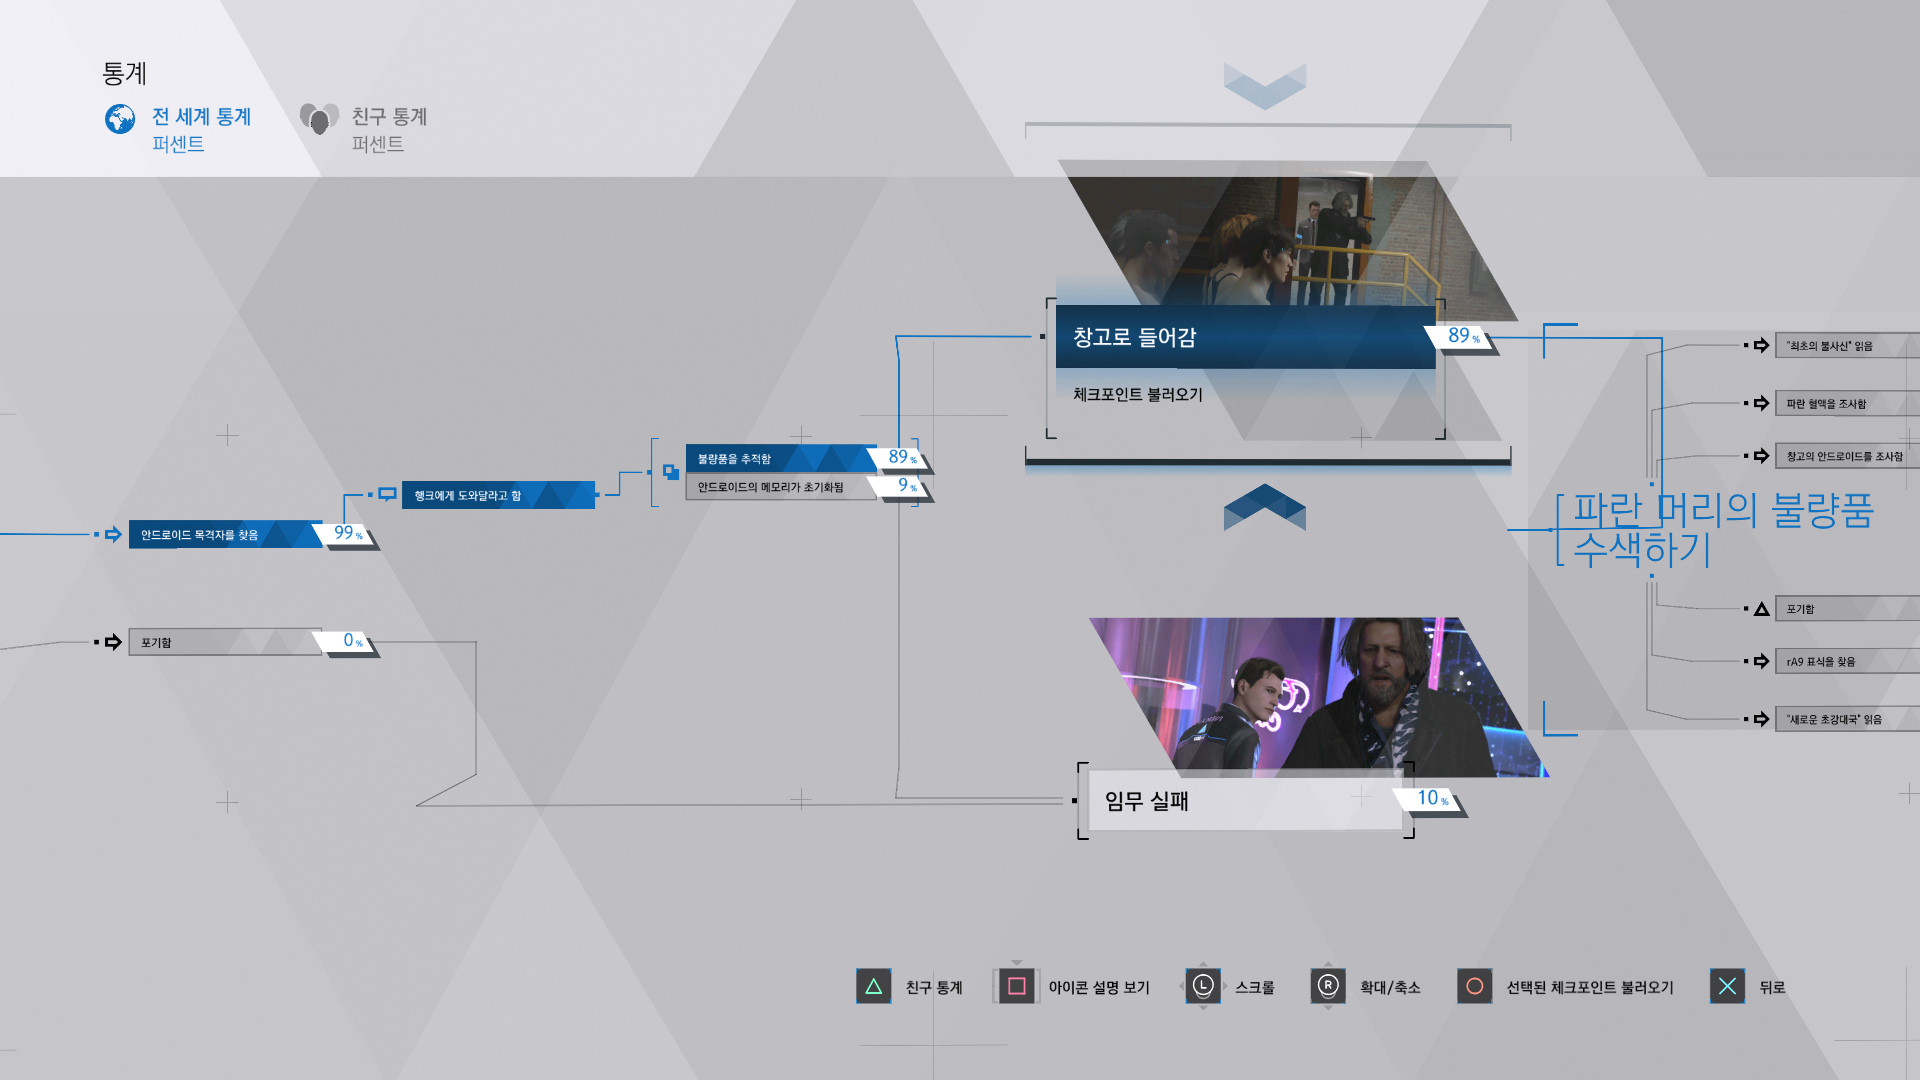 통계
전 세계 통계
퍼센트
친구 통계
퍼센트
창고로 들어감
89%
체크포인트 불러오기
"최초의 불사신" 읽음
파란 혈액을 조사함
창고의 안드로이드를 조사함
불량품을 추적함
89%
안드로이드의 메모리가 초기화됨
9%
행크에게 도와달라고 함
안드로이드 목격자를 찾음
99%
파란 머리의 불량품
수색하기
포기함
0%
포기함
rA9 표식을 찾음
"새로운 초강대국" 읽음
임무 실패
10%
친구 통계
아이콘 설명 보기
L
스크롤
R
확대/축소
선택된 체크포인트 불러오기
뒤로